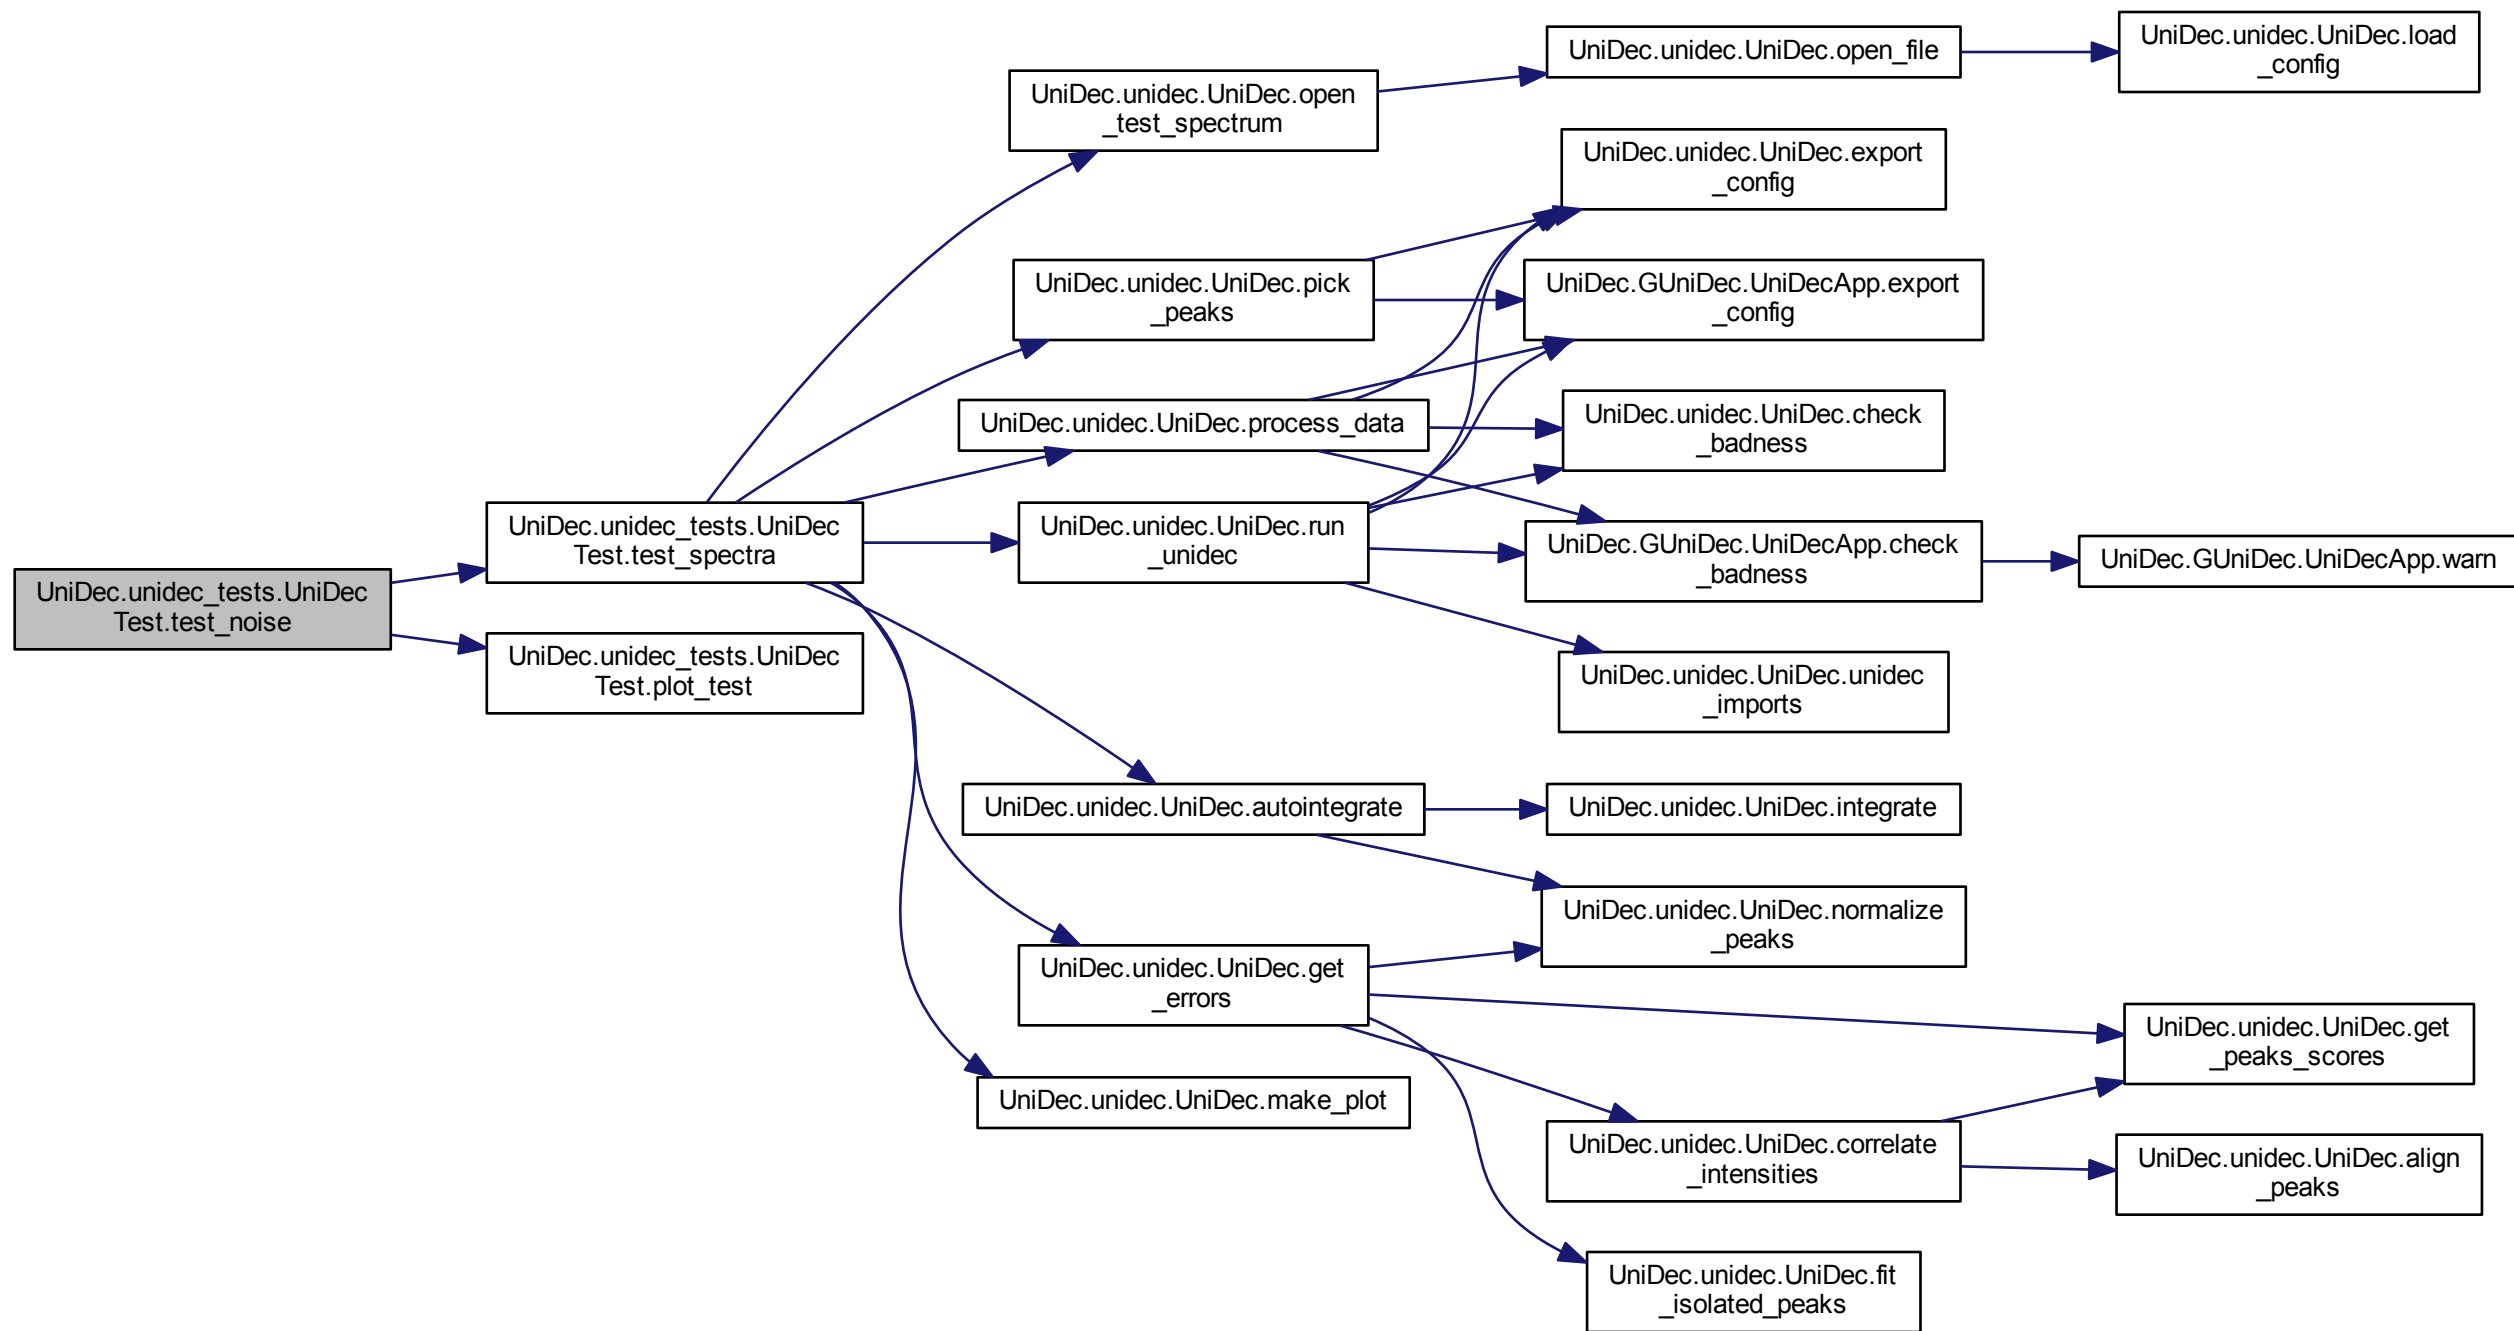 UniDec.unidec_tests.UniDec
Test.test_noise
UniDec.unidec_tests.UniDec
Test.test_spectra
UniDec.unidec_tests.UniDec
Test.plot_test
UniDec.unidec.UniDec.open
_test_spectrum
UniDec.unidec.UniDec.pick
_peaks
UniDec.unidec.UniDec.process_data
UniDec.unidec.UniDec.run
_unidec
UniDec.unidec.UniDec.autointegrate
UniDec.unidec.UniDec.get
_errors
UniDec.unidec.UniDec.make_plot
UniDec.unidec.UniDec.open_file
UniDec.unidec.UniDec.export
_config
UniDec.GUniDec.UniDecApp.export
_config
UniDec.unidec.UniDec.check
_badness
UniDec.GUniDec.UniDecApp.check
_badness
UniDec.unidec.UniDec.unidec
_imports
UniDec.unidec.UniDec.integrate
UniDec.unidec.UniDec.normalize
_peaks
UniDec.unidec.UniDec.correlate
_intensities
UniDec.unidec.UniDec.fit
_isolated_peaks
UniDec.unidec.UniDec.load
_config
UniDec.GUniDec.UniDecApp.warn
UniDec.unidec.UniDec.get
_peaks_scores
UniDec.unidec.UniDec.align
_peaks